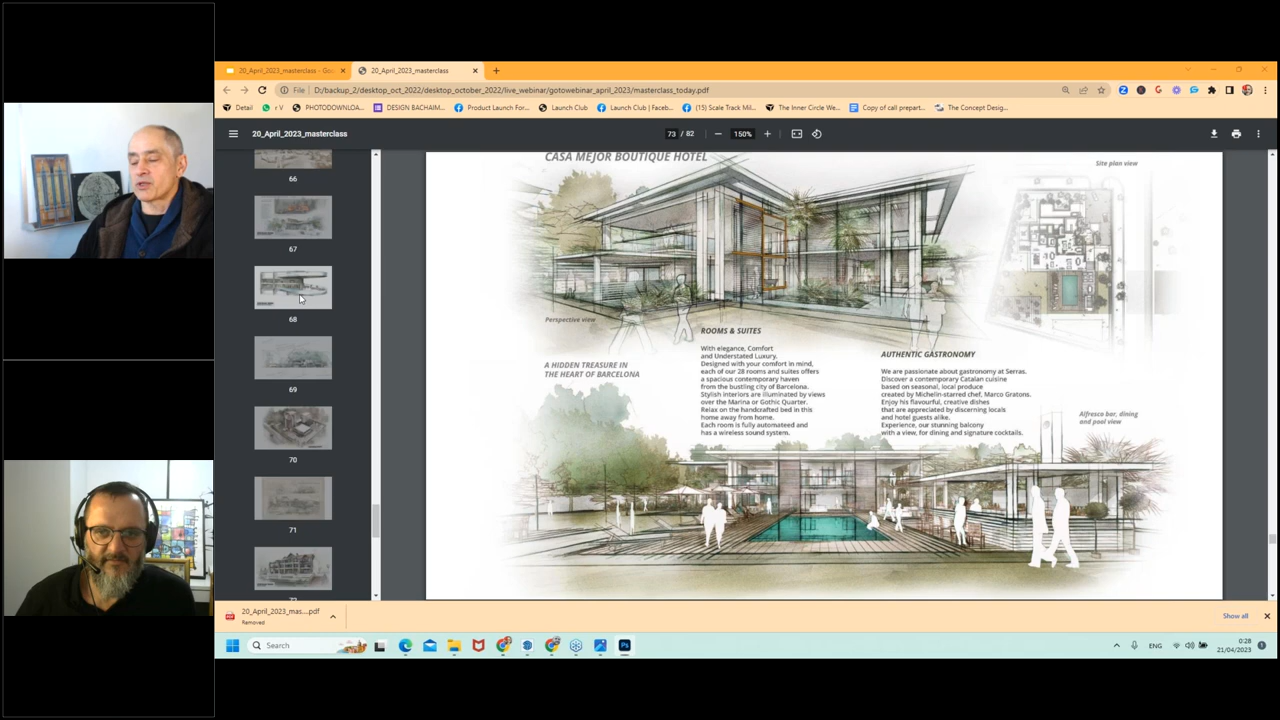 20_April_2023_masterclass - Goo
20_April_2023_masterclass
File
D:/backup_2/desktop_oct_2022/desktop_october_2022/live_webinar/gotowebinar_april_2023/masterclass_today.pdf
Detail
r V
PHOTODOWNLOA...
DESIGN BACHAIM...
Product Launch For...
Launch Club
Launch Club | Faceb...
(15) Scale Track Mil...
The Inner Circle We...
Copy of call prepart...
The Concept Desig...
20_April_2023_masterclass
73 / 82
150%
66
67
68
69
70
71
CASA MEJOR BOUTIQUE HOTEL
Site plan view
Perspective view
A HIDDEN TREASURE IN
THE HEART OF BARCELONA
ROOMS & SUITES
With elegance, Comfort
and Understated Luxury.
Designed with your comfort in mind,
each of our 28 rooms and suites offers
a spacious contemporary haven
from the bustling city of Barcelona.
Stylish interiors are illuminated by views
over the Marina or Gothic Quarter.
Relax on the handcrafted bed in this
home away from home.
Each room is fully automateed and
has a wireless sound system.
AUTHENTIC GASTRONOMY
We are passionate about gastronomy at Serras.
Discover a contemporary Catalan cuisine
based on seasonal, local produce
created by Michelin-starred chef, Marco Gratons.
Enjoy his flavourful, creative dishes
that are appreciated by discerning locals
and hotel guests alike.
Experience, our stunning balcony
with a view, for dining and signature cocktails.
Alfresco bar, dining
and pool view
20_April_2023_mas....pdf
Removed
Show all
Search
ENG
0:28
21/04/2023